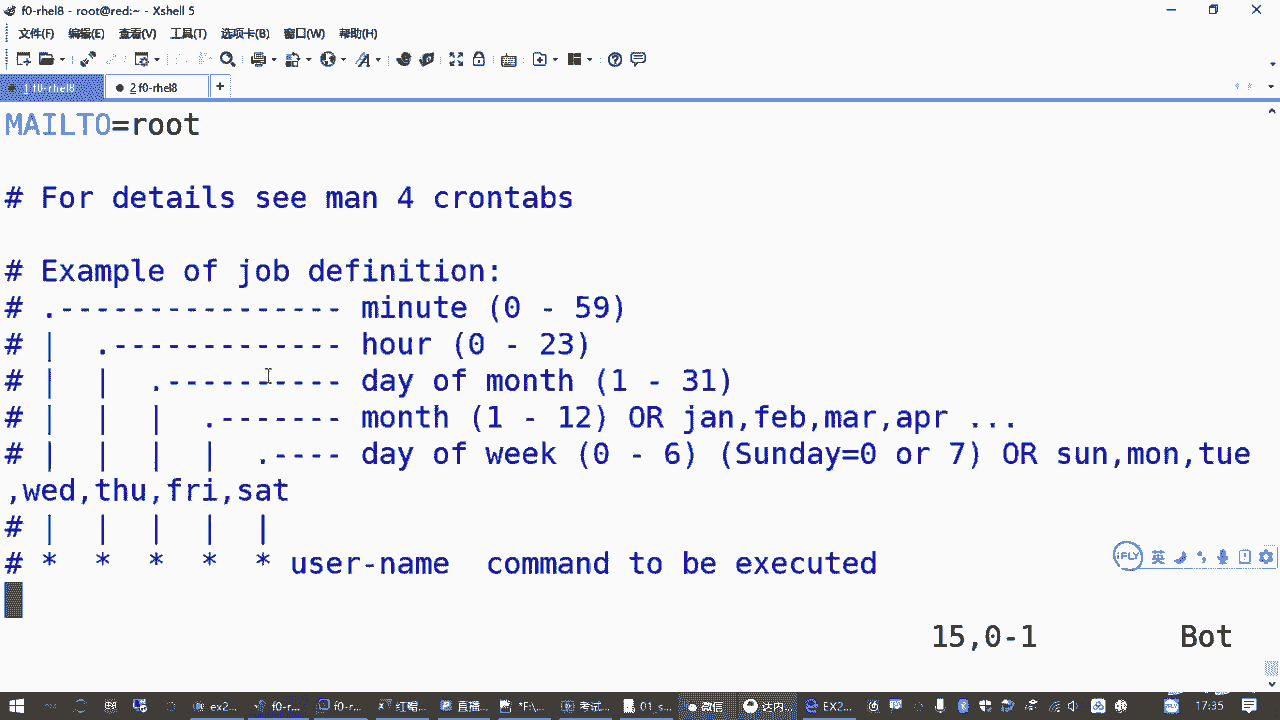 f0-rhel8 - root@red:~ - Xshell 5
文件(F) 编辑(E) 查看(V) 工具(T) 选项卡(B) 窗口(W) 帮助(H)
1 f0-rhel8 2 f0-rhel8 +
MAILTO=root
# For details see man 4 crontabs
# Example of job definition:
# .---------------- minute (0 - 59)
# | .------------- hour (0 - 23)
# | | .---------- day of month (1 - 31)
# | | | .------- month (1 - 12) OR jan,feb,mar,apr ...
# | | | | .---- day of week (0 - 6) (Sunday=0 or 7) OR sun,mon,tue
,wed,thu,fri,sat
# | | | | |
# * * * * * user-name command to be executed
iFLY 英
15,0-1 Bot
ex2... f0-r... f0-r... 红帽... 直播... *F:\... 考试... 01_s... 微信 达内... EX2... 17:35